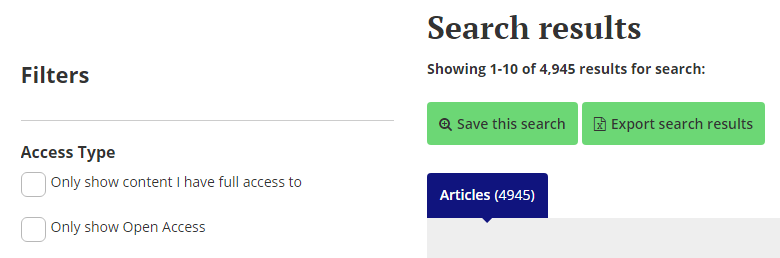 Search results
Showing 1-10 of 4,945 results for search:
Filters
Save this search
Export search results
Access Type
Only show content I have full access to
Only show Open Access
Articles (4945)